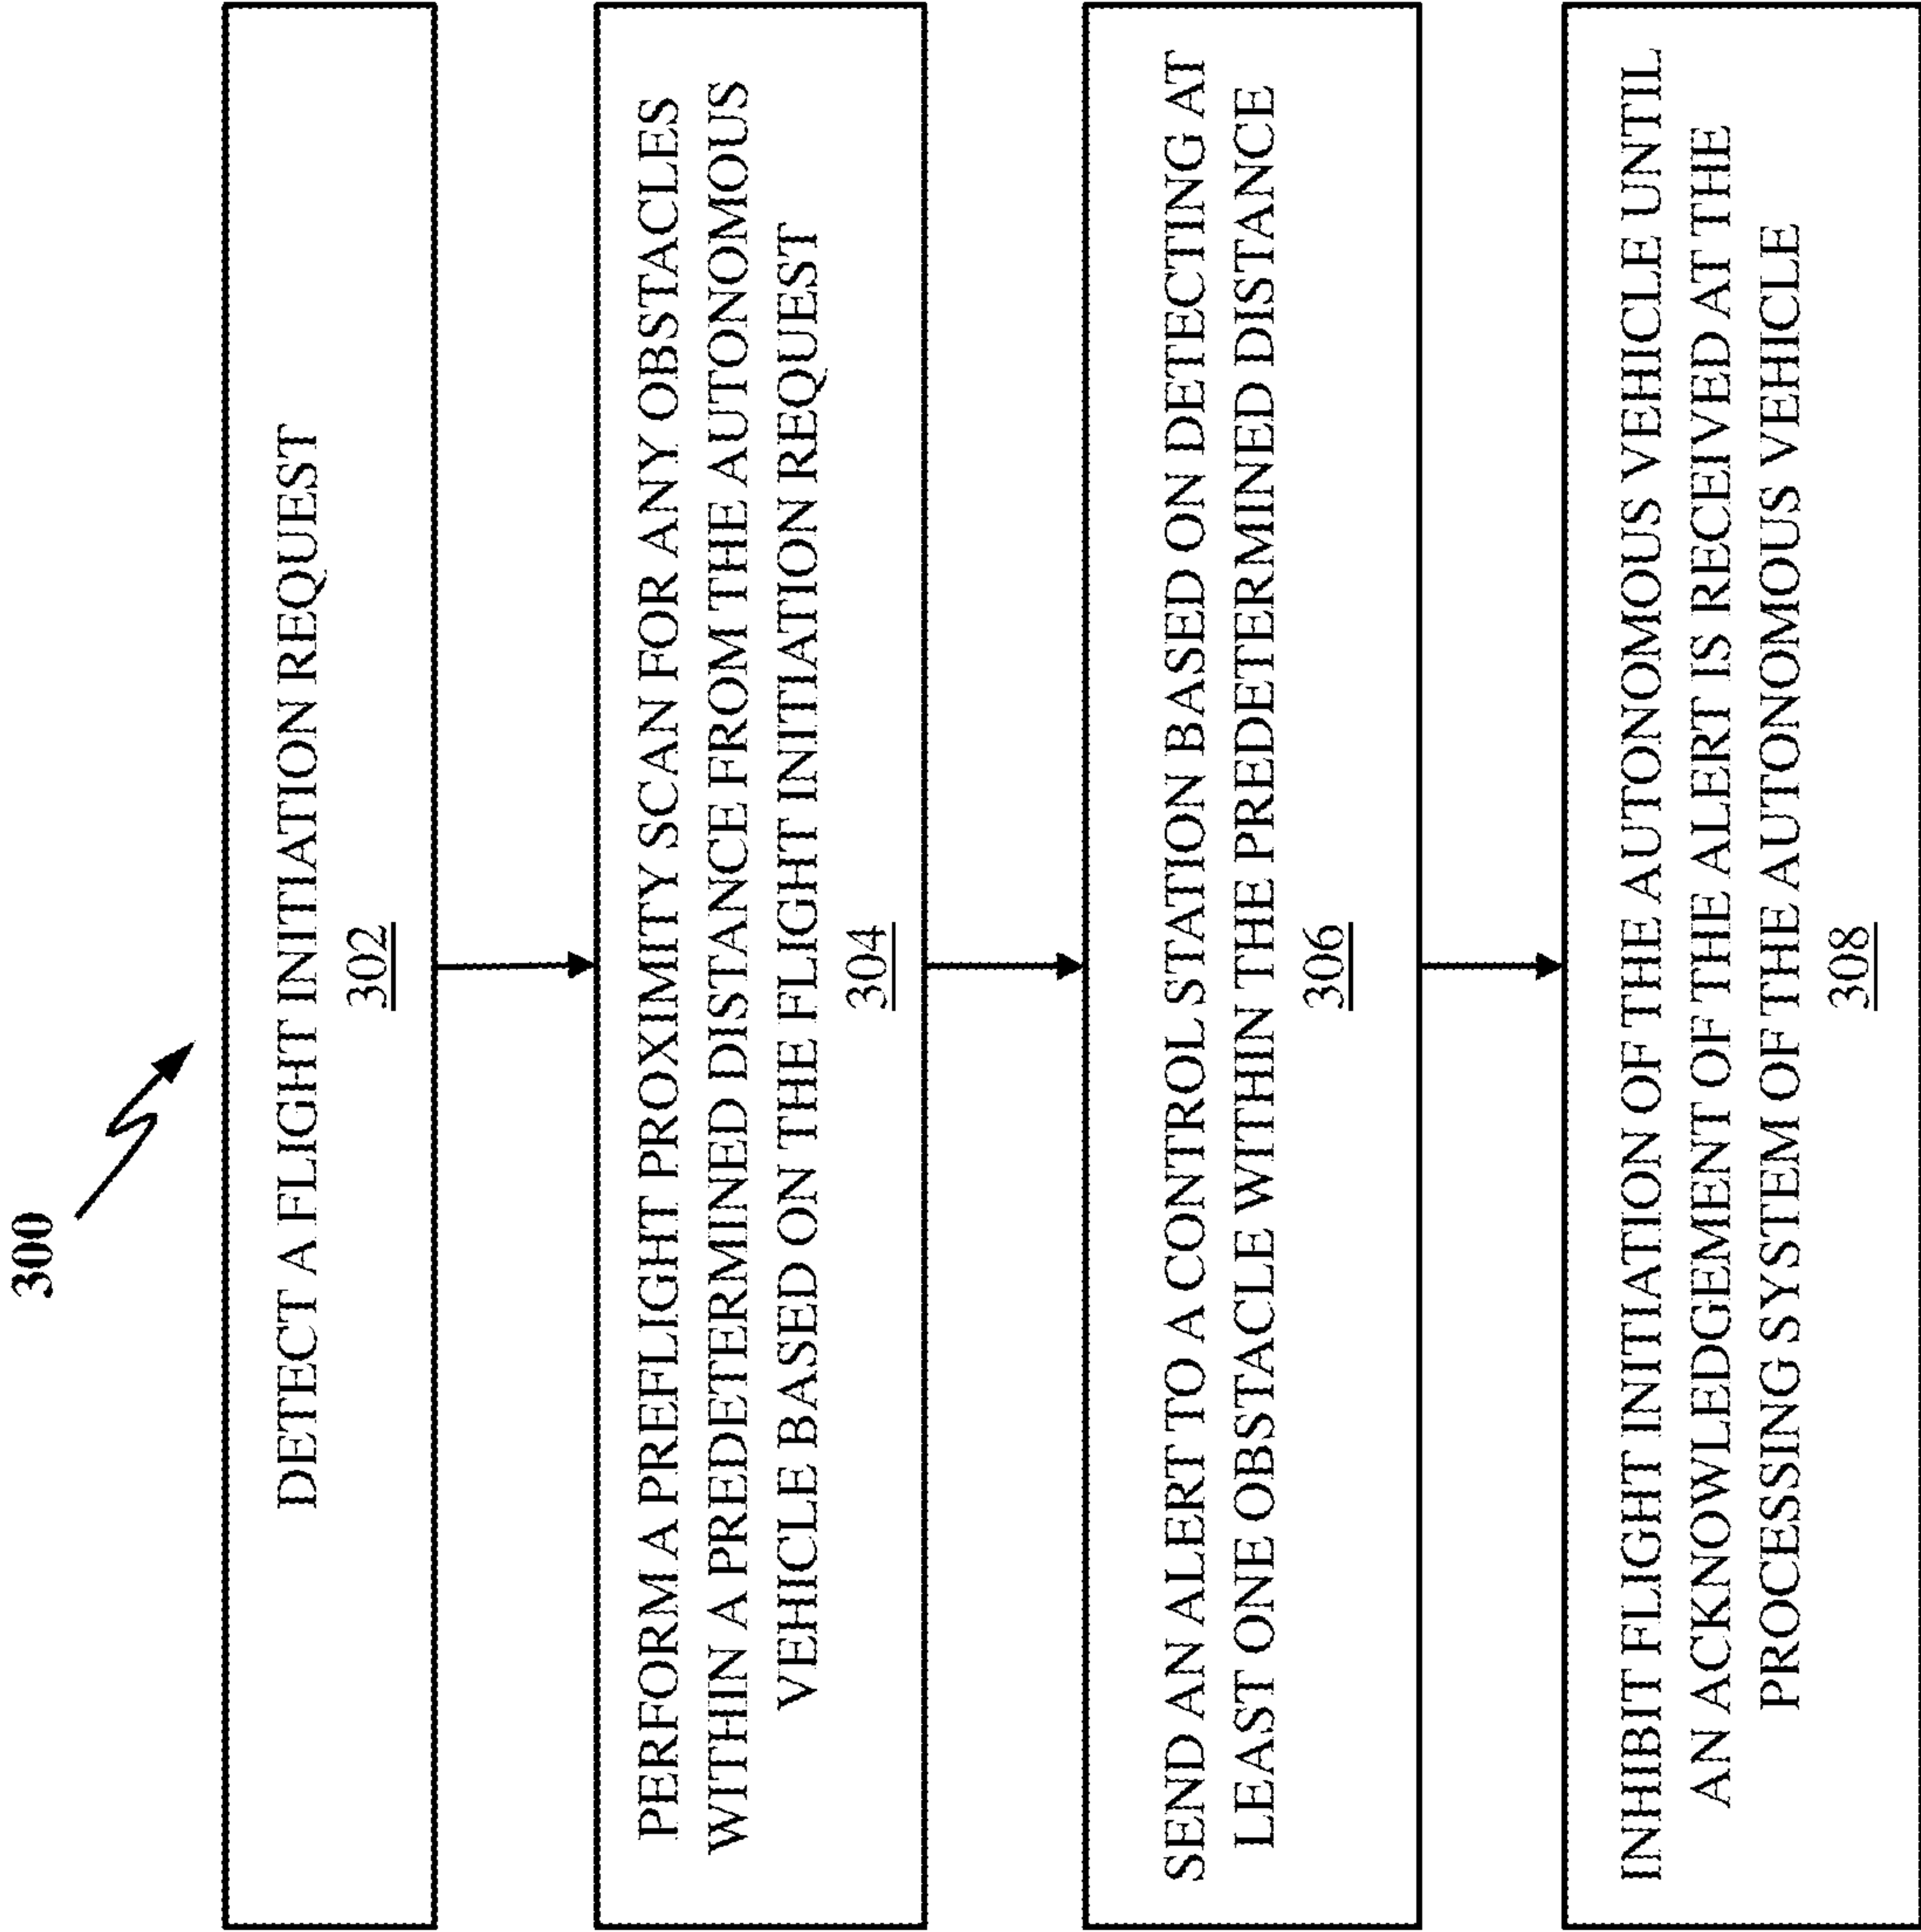 300
DETECT A FLIGHT INITIATION REQUEST
302
PERFORM A PREFLIGHT PROXIMITY SCAN FOR ANY OBSTACLES
WITHIN A PREDETERMINED DISTANCE FROM THE AUTONOMOUS
VEHICLE BASED ON THE FLIGHT INITIATION REQUEST
304
SEND AN ALERT TO A CONTROL STATION BASED ON DETECTING AT
LEAST ONE OBSTACLE WITHIN THE PREDETERMINED DISTANCE
306
INHIBIT FLIGHT INITIATION OF THE AUTONOMOUS VEHICLE UNTIL
AN ACKNOWLEDGEMENT OF THE ALERT IS RECEIVED AT THE
PROCESSING SYSTEM OF THE AUTONOMOUS VEHICLE
308